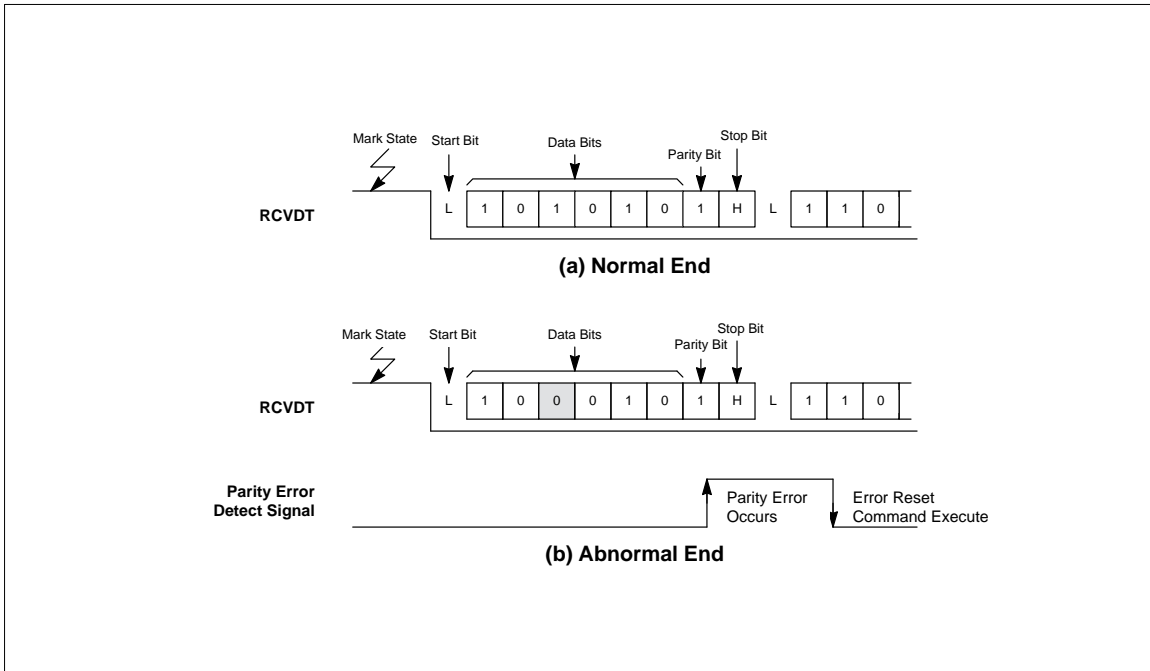 Stop Bit
Mark State Start Bit Data Bits Parity Bit
RCVDT L 1 0 1 0 1 0 1 H L 1 1 0
(a) Normal End
Stop Bit
Mark State Start Bit Data Bits Parity Bit
RCVDT L 1 0 0 0 1 0 1 H L 1 1 0
Parity Error
Detect Signal
Parity Error
Occurs
Error Reset
Command Execute
(b) Abnormal End